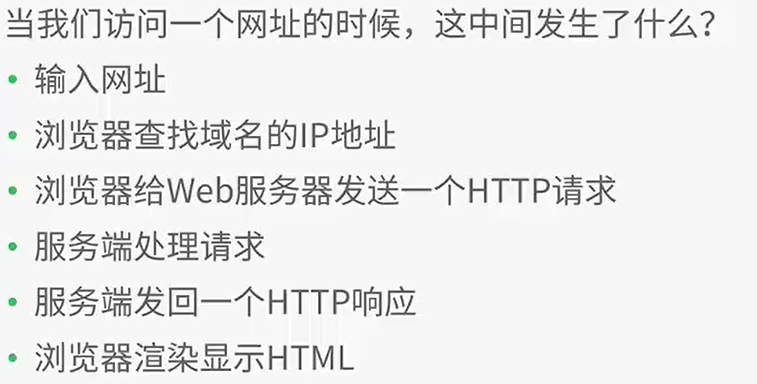 当我们访问一个网址的时候，这中间发生了什么？
• 输入网址
• 浏览器查找域名的IP地址
• 浏览器给Web服务器发送一个HTTP请求
• 服务端处理请求
• 服务端发回一个HTTP响应
• 浏览器渲染显示HTML